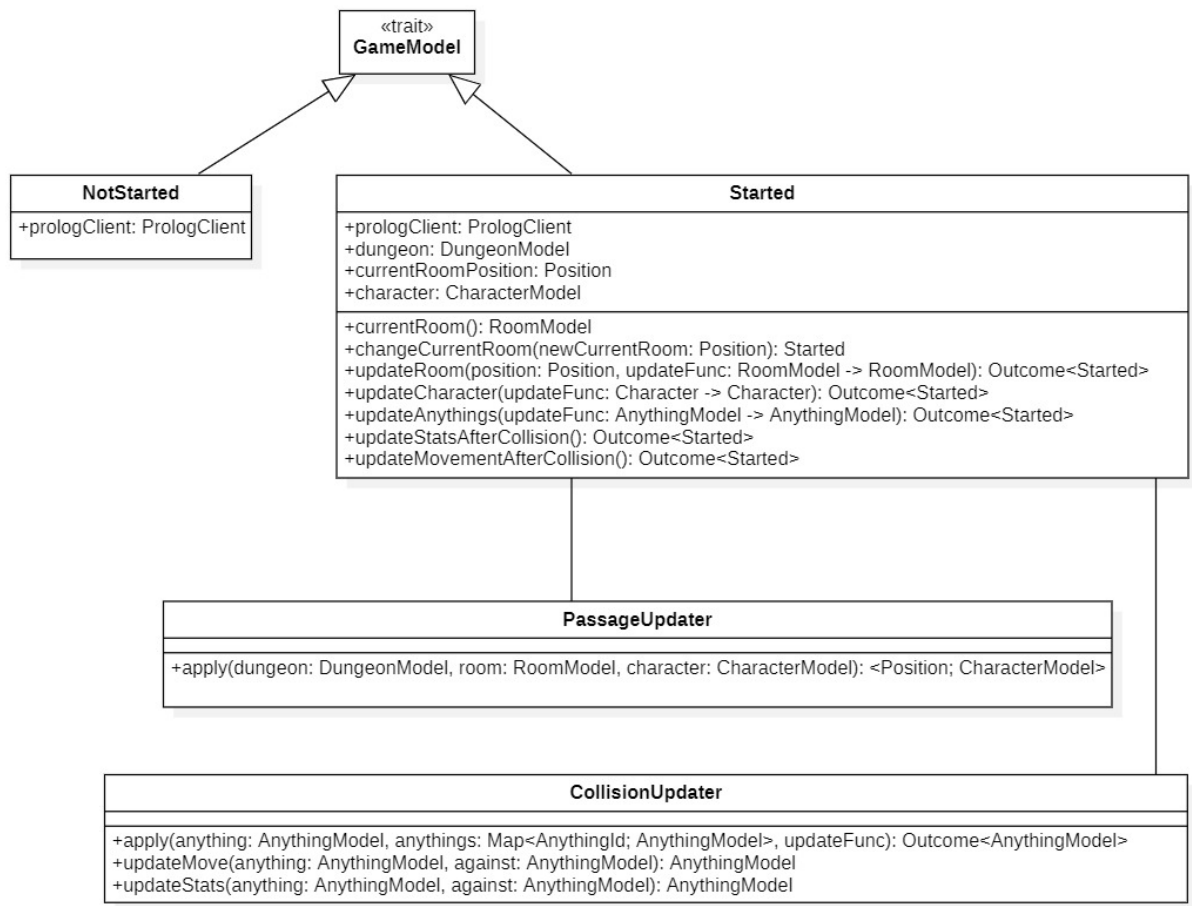 «trait»
GameModel
NotStarted
+prologClient: PrologClient
Started
+prologClient: PrologClient
+dungeon: DungeonModel
+currentRoomPosition: Position
+character: CharacterModel
+currentRoom(): RoomModel
+changeCurrentRoom(newCurrentRoom: Position): Started
+updateRoom(position: Position, updateFunc: RoomModel -> RoomModel): Outcome<Started>
+updateCharacter(updateFunc: Character -> Character): Outcome<Started>
+updateAnythings(updateFunc: AnythingModel -> AnythingModel): Outcome<Started>
+updateStatsAfterCollision(): Outcome<Started>
+updateMovementAfterCollision(): Outcome<Started>
PassageUpdater
+apply(dungeon: DungeonModel, room: RoomModel, character: CharacterModel): <Position; CharacterModel>
CollisionUpdater
+apply(anything: AnythingModel, anythings: Map<AnythingId; AnythingModel>, updateFunc): Outcome<AnythingModel>
+updateMove(anything: AnythingModel, against: AnythingModel): AnythingModel
+updateStats(anything: AnythingModel, against: AnythingModel): AnythingModel